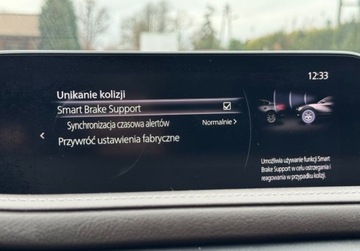 12:33
Unikanie kolizji
Smart Brake Support
Synchronizacja czasowa alertów Normalnie
Przywróć ustawienia fabryczne
Umożliwia używanie funkcji Smart
Brake Support w celu ostrzegania i
reagowania w przypadku kolizji.